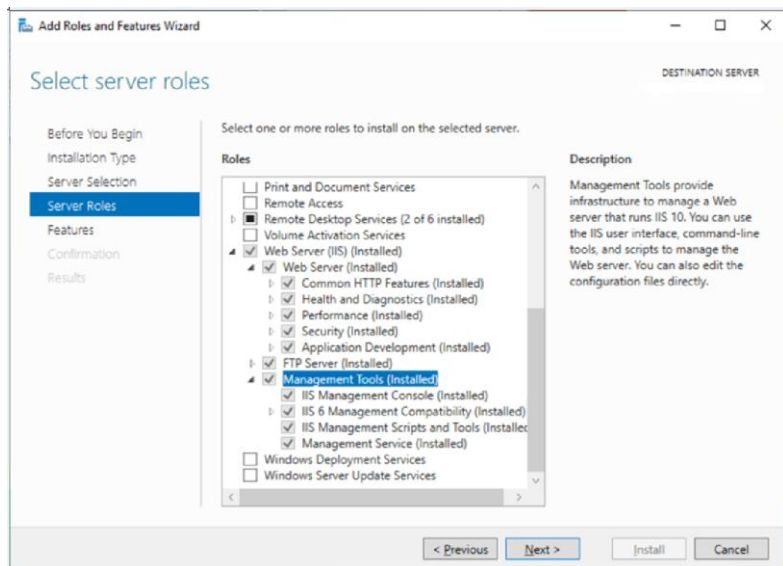 Add Roles and Features Wizard
Select server roles
DESTINATION SERVER
Before You Begin
Installation Type
Server Selection
Server Roles
Features
Confirmation
Results
Select one or more roles to install on the selected server.
Roles
Print and Document Services
Remote Access
Remote Desktop Services (2 of 6 installed)
Volume Activation Services
Web Server (IIS) (Installed)
Web Server (Installed)
Common HTTP Features (Installed)
Health and Diagnostics (Installed)
Performance (Installed)
Security (Installed)
Application Development (Installed)
FTP Server (Installed)
Management Tools (Installed)
IIS Management Console (Installed)
IIS 6 Management Compatibility (Installed)
IIS Management Scripts and Tools (Installed
Management Service (Installed)
Windows Deployment Services
Windows Server Update Services
Description
Management Tools provide
infrastructure to manage a Web
server that runs IIS 10. You can use
the IIS user interface, command-line
tools, and scripts to manage the
Web server. You can also edit the
configuration files directly.
< Previous
Next >
Install
Cancel